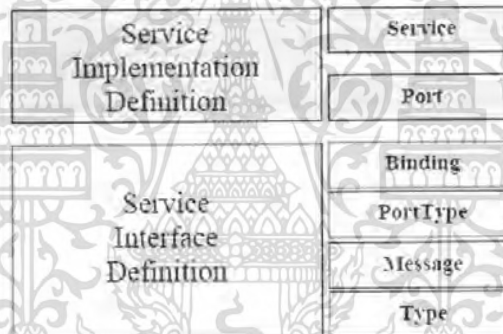 Service
Implementation
Definition
Service
Port
Service
Interface
Definition
Binding
PortType
Message
Type